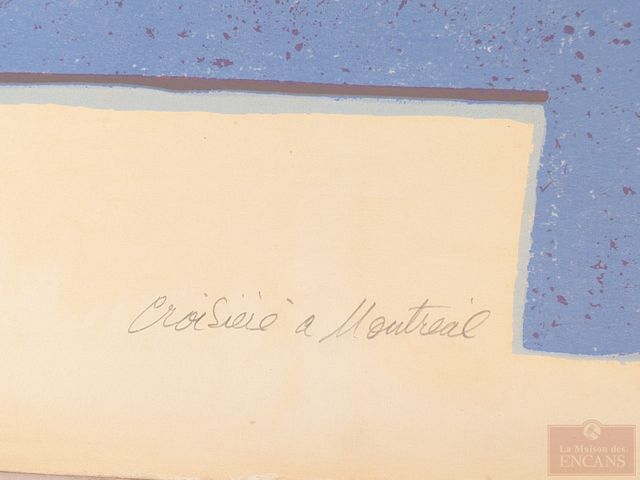 Croisière à Montréal
La Maison des
ENCANS